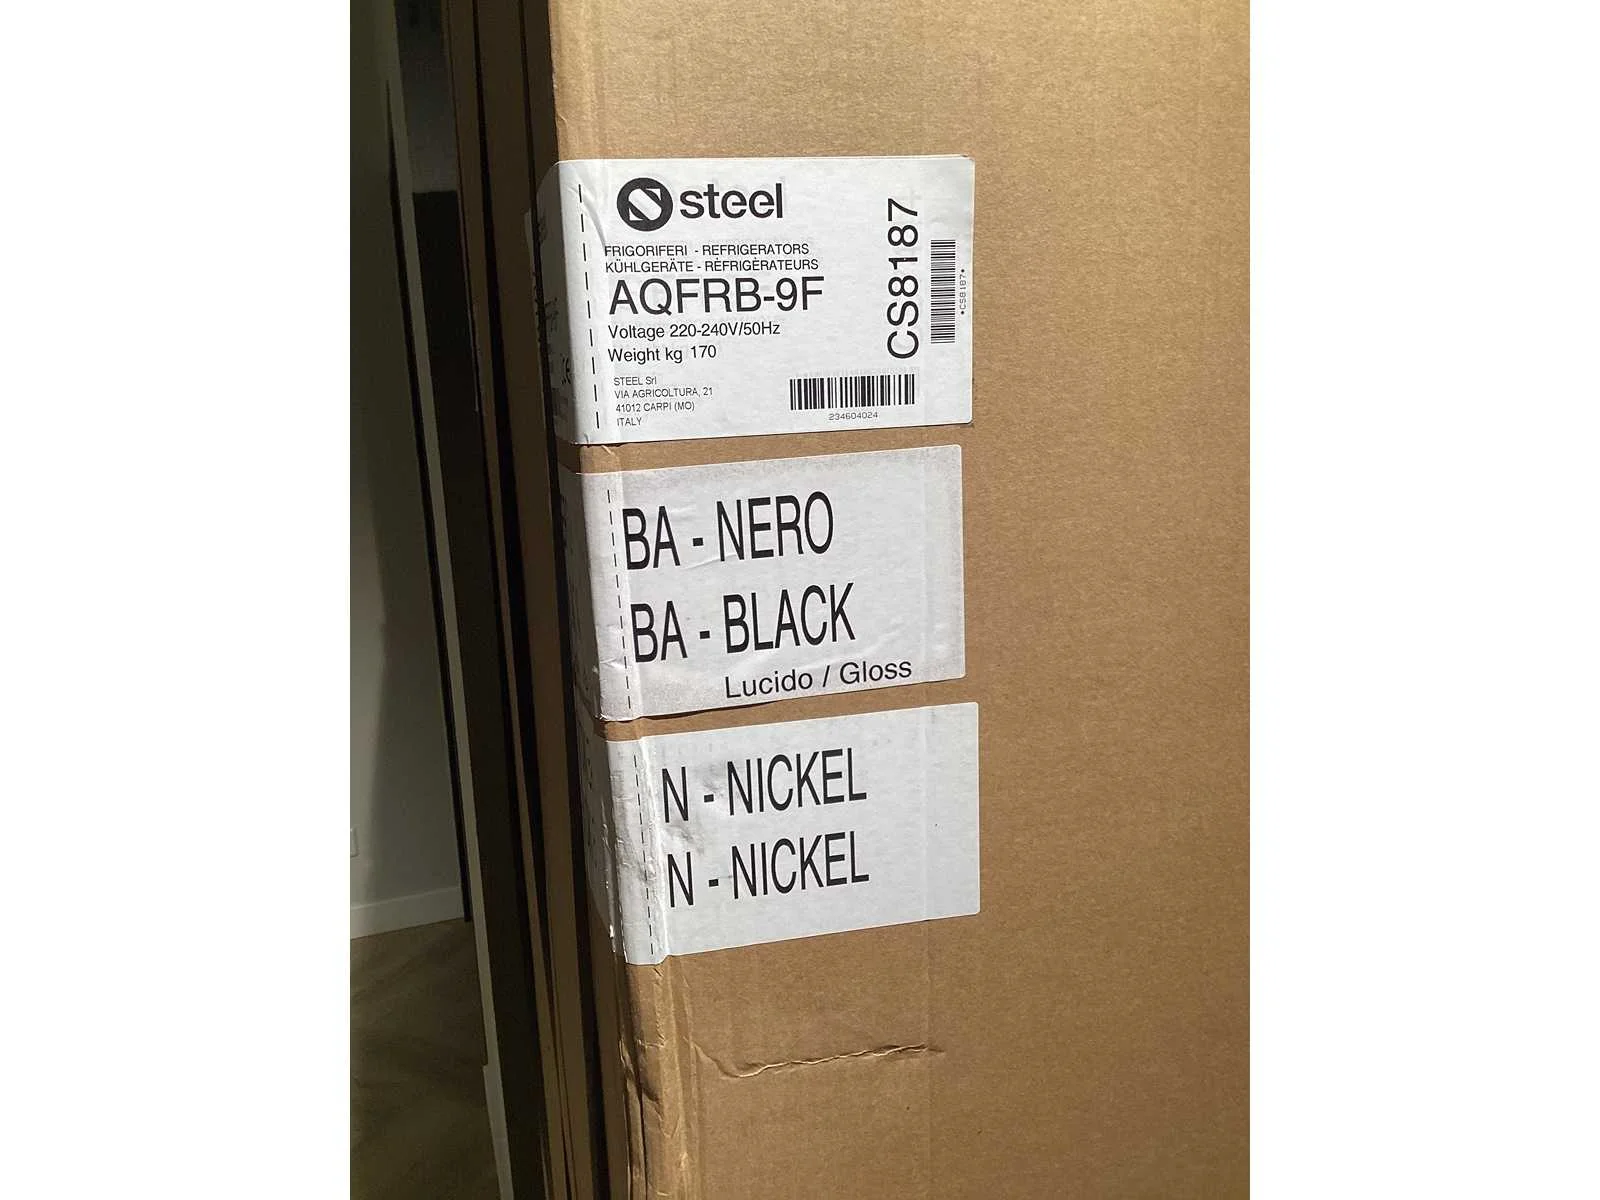 steel
FRIGORIFERI - REFRIGERATORS
KÜHLGERÄTE - RÈFRIGÈRATEURS
AQFRB-9F
Voltage 220-240V/50Hz
Weight kg 170
STEEL Srl
VIA AGRICOLTURA, 21
41012 CARPI (MO)
ITALY
234604024
CS8187
*CS8187*
BA - NERO
BA - BLACK
Lucido / Gloss
N - NICKEL
N - NICKEL